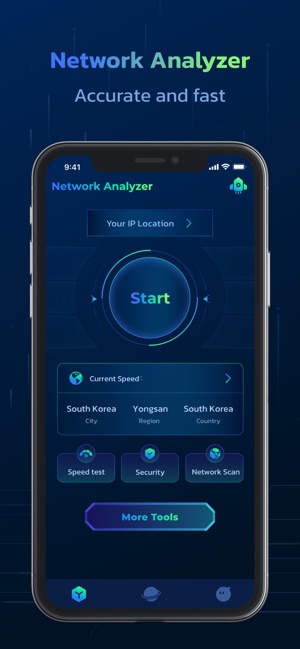 Network Analyzer
Accurate and fast
9:41
Network Analyzer
Your IP Location
Start
Current Speed:
South Korea Yongsan South Korea
City Region Country
Speed test Security Network Scan
More Tools